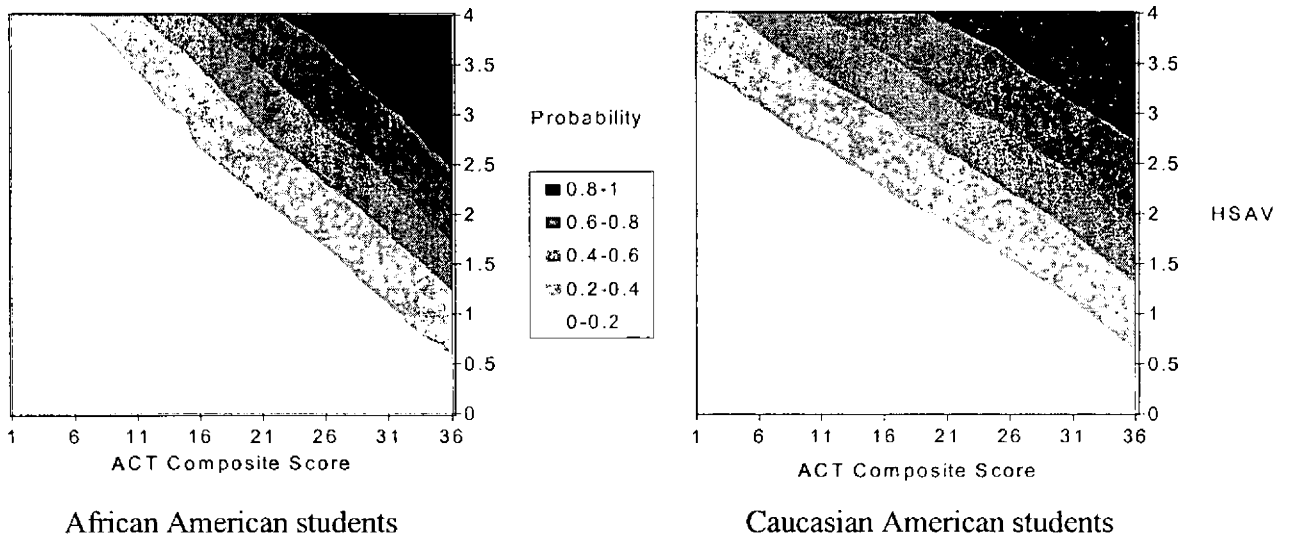 4
3.5
3
2.5
2
1.5
1
0.5
0
1 6 11 16 21 26 31 36
ACT Composite Score
African American students
Probability
0.8-1
0.6-0.8
0.4-0.6
0.2-0.4
0-0.2
4
3.5
3
2.5
2
1.5
1
0.5
0
HSAV
1 6 11 16 21 26 31 36
ACT Composite Score
Caucasian American students